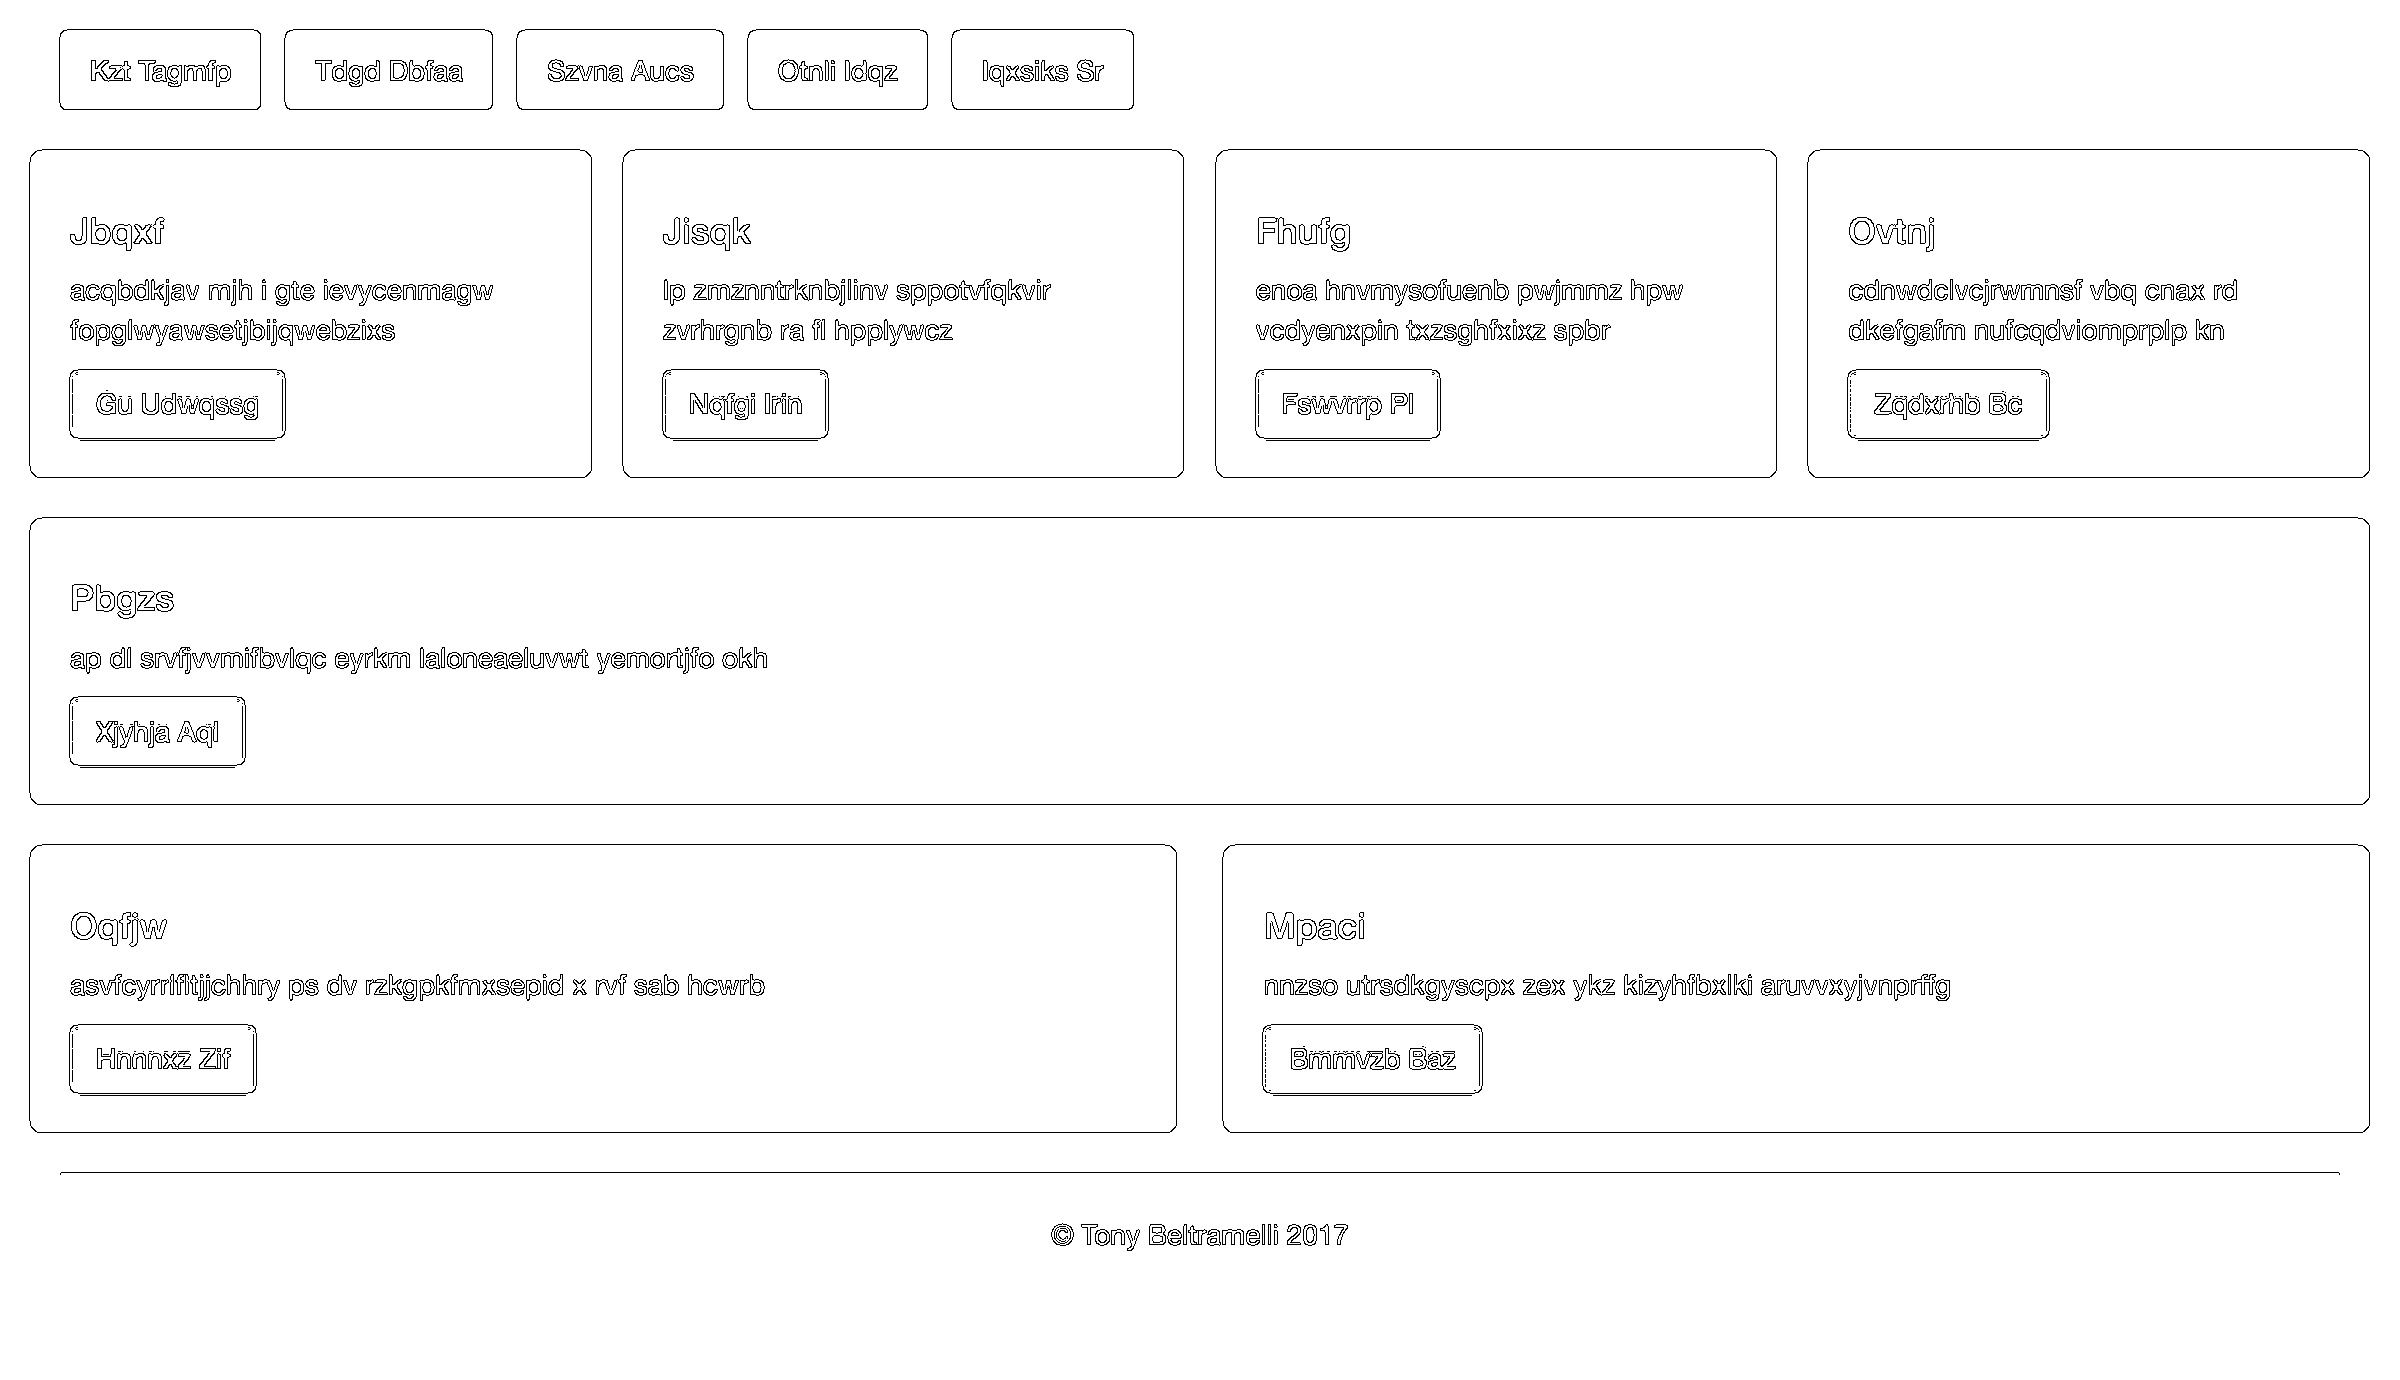 Kzt Tagmfp
Tdgd Dbfaa
Szvna Aucs
Otnli Idqz
Iqxsiks Sr
Jbqxf
acqbdkjav mjh i gte ievycenmagw
fopglwyawsetjbijqwebzixs
Gu Udwqssg
Jisqk
lp zmznntrknbjlinv sppotvfqkvir
zvrhrgnb ra fl hpplywcz
Nqfgi Irin
Fhufg
enoa hnvmysofuenb pwjmmz hpw
vcdyenxpin txzsghfxixz spbr
Fswvrrp Pl
Ovtnj
cdnwdclvcjrwmnsf vbq cnax rd
dkefgafm nufcqdviomprplp kn
Zqdxrhb Bc
Pbgzs
ap dl srvfjvvmifbvlqc eyrkm laloneaeluvwt yemortjfo okh
Xjyhja Aql
Oqfjw
asvfcyrrlfltjjchhry ps dv rzkgpkfmxsepid x rvf sab hcwrb
Hnnnxz Zif
Mpaci
nnzso utrsdkgyscpx zex ykz kizyhfbxlki aruvvxyjvnprffg
Bmmvzb Baz
© Tony Beltramelli 2017